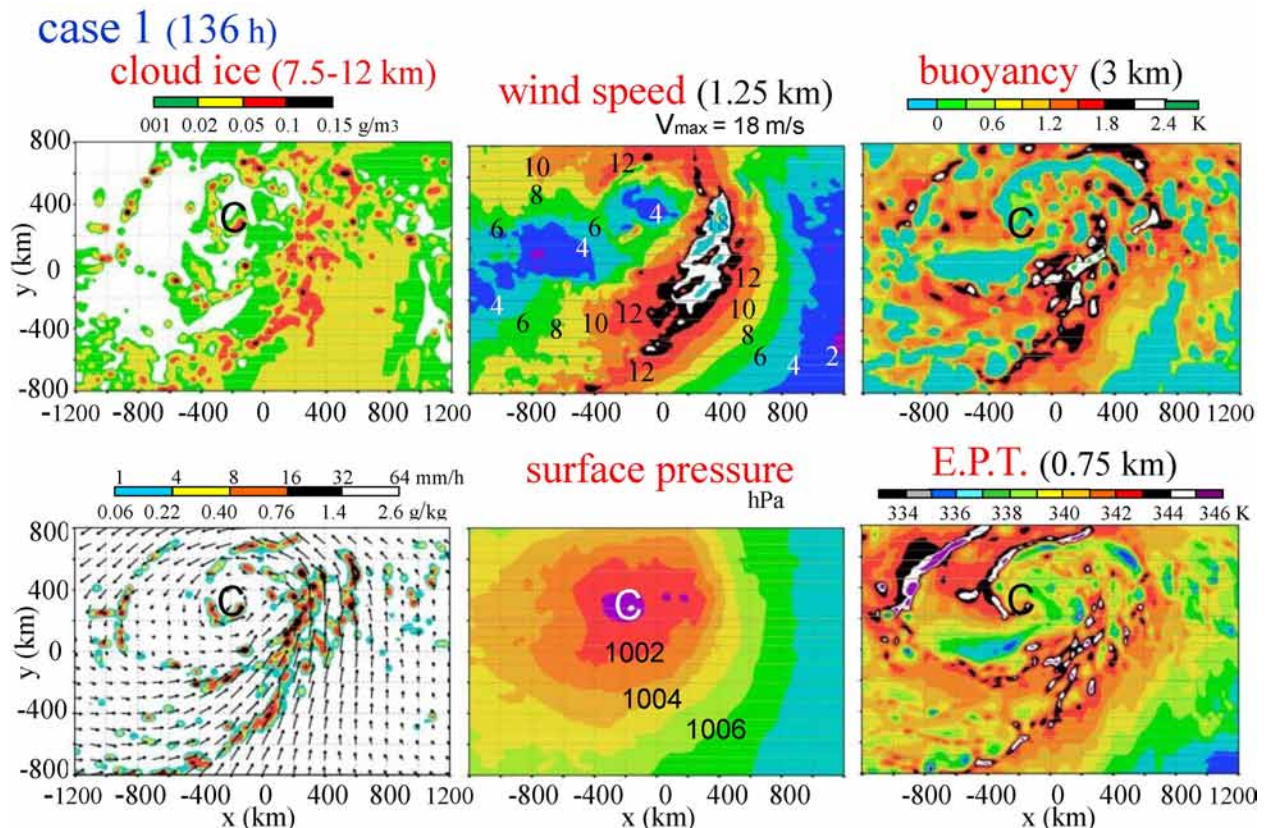 case 1 (136 h)
cloud ice (7.5-12 km)
001 0.02 0.05 0.1 0.15 g/m3
y (km)
800
400
0
-400
-800
-1200 -800 -400 0 400 800 1200
C
wind speed (1.25 km)
Vmax = 18 m/s
10 12
8
6 4 6
4
4 12
6 10 12 10
8 8
6
12 4 2
18
-800 -400 0 400 800
buoyancy (3 km)
0 0.6 1.2 1.8 2.4 K
C
-800 -400 0 400 800 1200
1 4 8 16 32 64 mm/h
0.06 0.22 0.40 0.76 1.4 2.6 g/kg
y (km)
800
400
0
-400
-800
C
-1200 -800 -400 0 400 800
x (km)
surface pressure
hPa
C
1002
1004
1006
-800 -400 0 400 800
x (km)
E.P.T. (0.75 km)
334 336 338 340 342 344 346 K
C
-800 -400 0 400 800 1200
x (km)